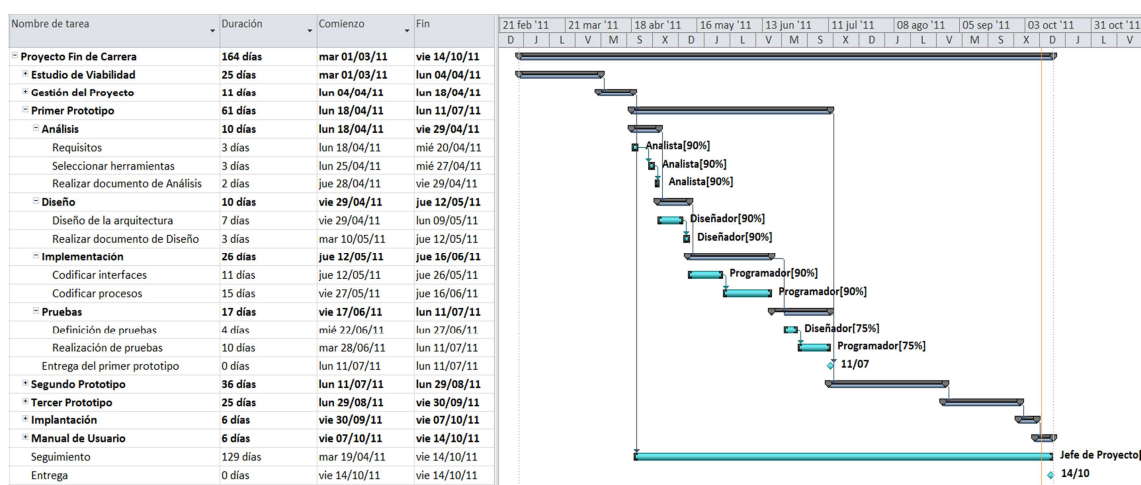 Nombre de tarea Duración Comienzo Fin 21 feb '11 21 mar '11 18 abr '11 16 may '11 13 jun '11 11 jul '11 08 ago '11 05 sep '11 03 oct '11 31 oct '11
D J L V M S X D J L V M S X D J L V M S X D J L V
Proyecto Fin de Carrera 164 días mar 01/03/11 vie 14/10/11
Estudio de Viabilidad 25 días mar 01/03/11 lun 04/04/11
Gestión del Proyecto 11 días lun 04/04/11 lun 18/04/11
Primer Prototipo 61 días lun 18/04/11 lun 11/07/11
Análisis 10 días lun 18/04/11 vie 29/04/11
Requisitos 3 días lun 18/04/11 mié 20/04/11 Analista[90%]
Seleccionar herramientas 3 días lun 25/04/11 mié 27/04/11 Analista[90%]
Realizar documento de Análisis 2 días jue 28/04/11 vie 29/04/11 Analista[90%]
Diseño 10 días vie 29/04/11 jue 12/05/11
Diseño de la arquitectura 7 días vie 29/04/11 lun 09/05/11 Diseñador[90%]
Realizar documento de Diseño 3 días mar 10/05/11 jue 12/05/11 Diseñador[90%]
Implementación 26 días jue 12/05/11 jue 16/06/11
Codificar interfaces 11 días jue 12/05/11 jue 26/05/11 Programador[90%]
Codificar procesos 15 días vie 27/05/11 jue 16/06/11 Programador[90%]
Pruebas 17 días vie 17/06/11 lun 11/07/11
Definición de pruebas 4 días mié 22/06/11 lun 27/06/11 Diseñador[75%]
Realización de pruebas 10 días mar 28/06/11 lun 11/07/11 Programador[75%]
Entrega del primer prototipo 0 días lun 11/07/11 lun 11/07/11 11/07
Segundo Prototipo 36 días lun 11/07/11 lun 29/08/11
Tercer Prototipo 25 días lun 29/08/11 vie 30/09/11
Implantación 6 días vie 30/09/11 vie 07/10/11
Manual de Usuario 6 días vie 07/10/11 vie 14/10/11
Seguimiento 129 días mar 19/04/11 vie 14/10/11 Jefe de Proyecto[
Entrega 0 días vie 14/10/11 vie 14/10/11 14/10